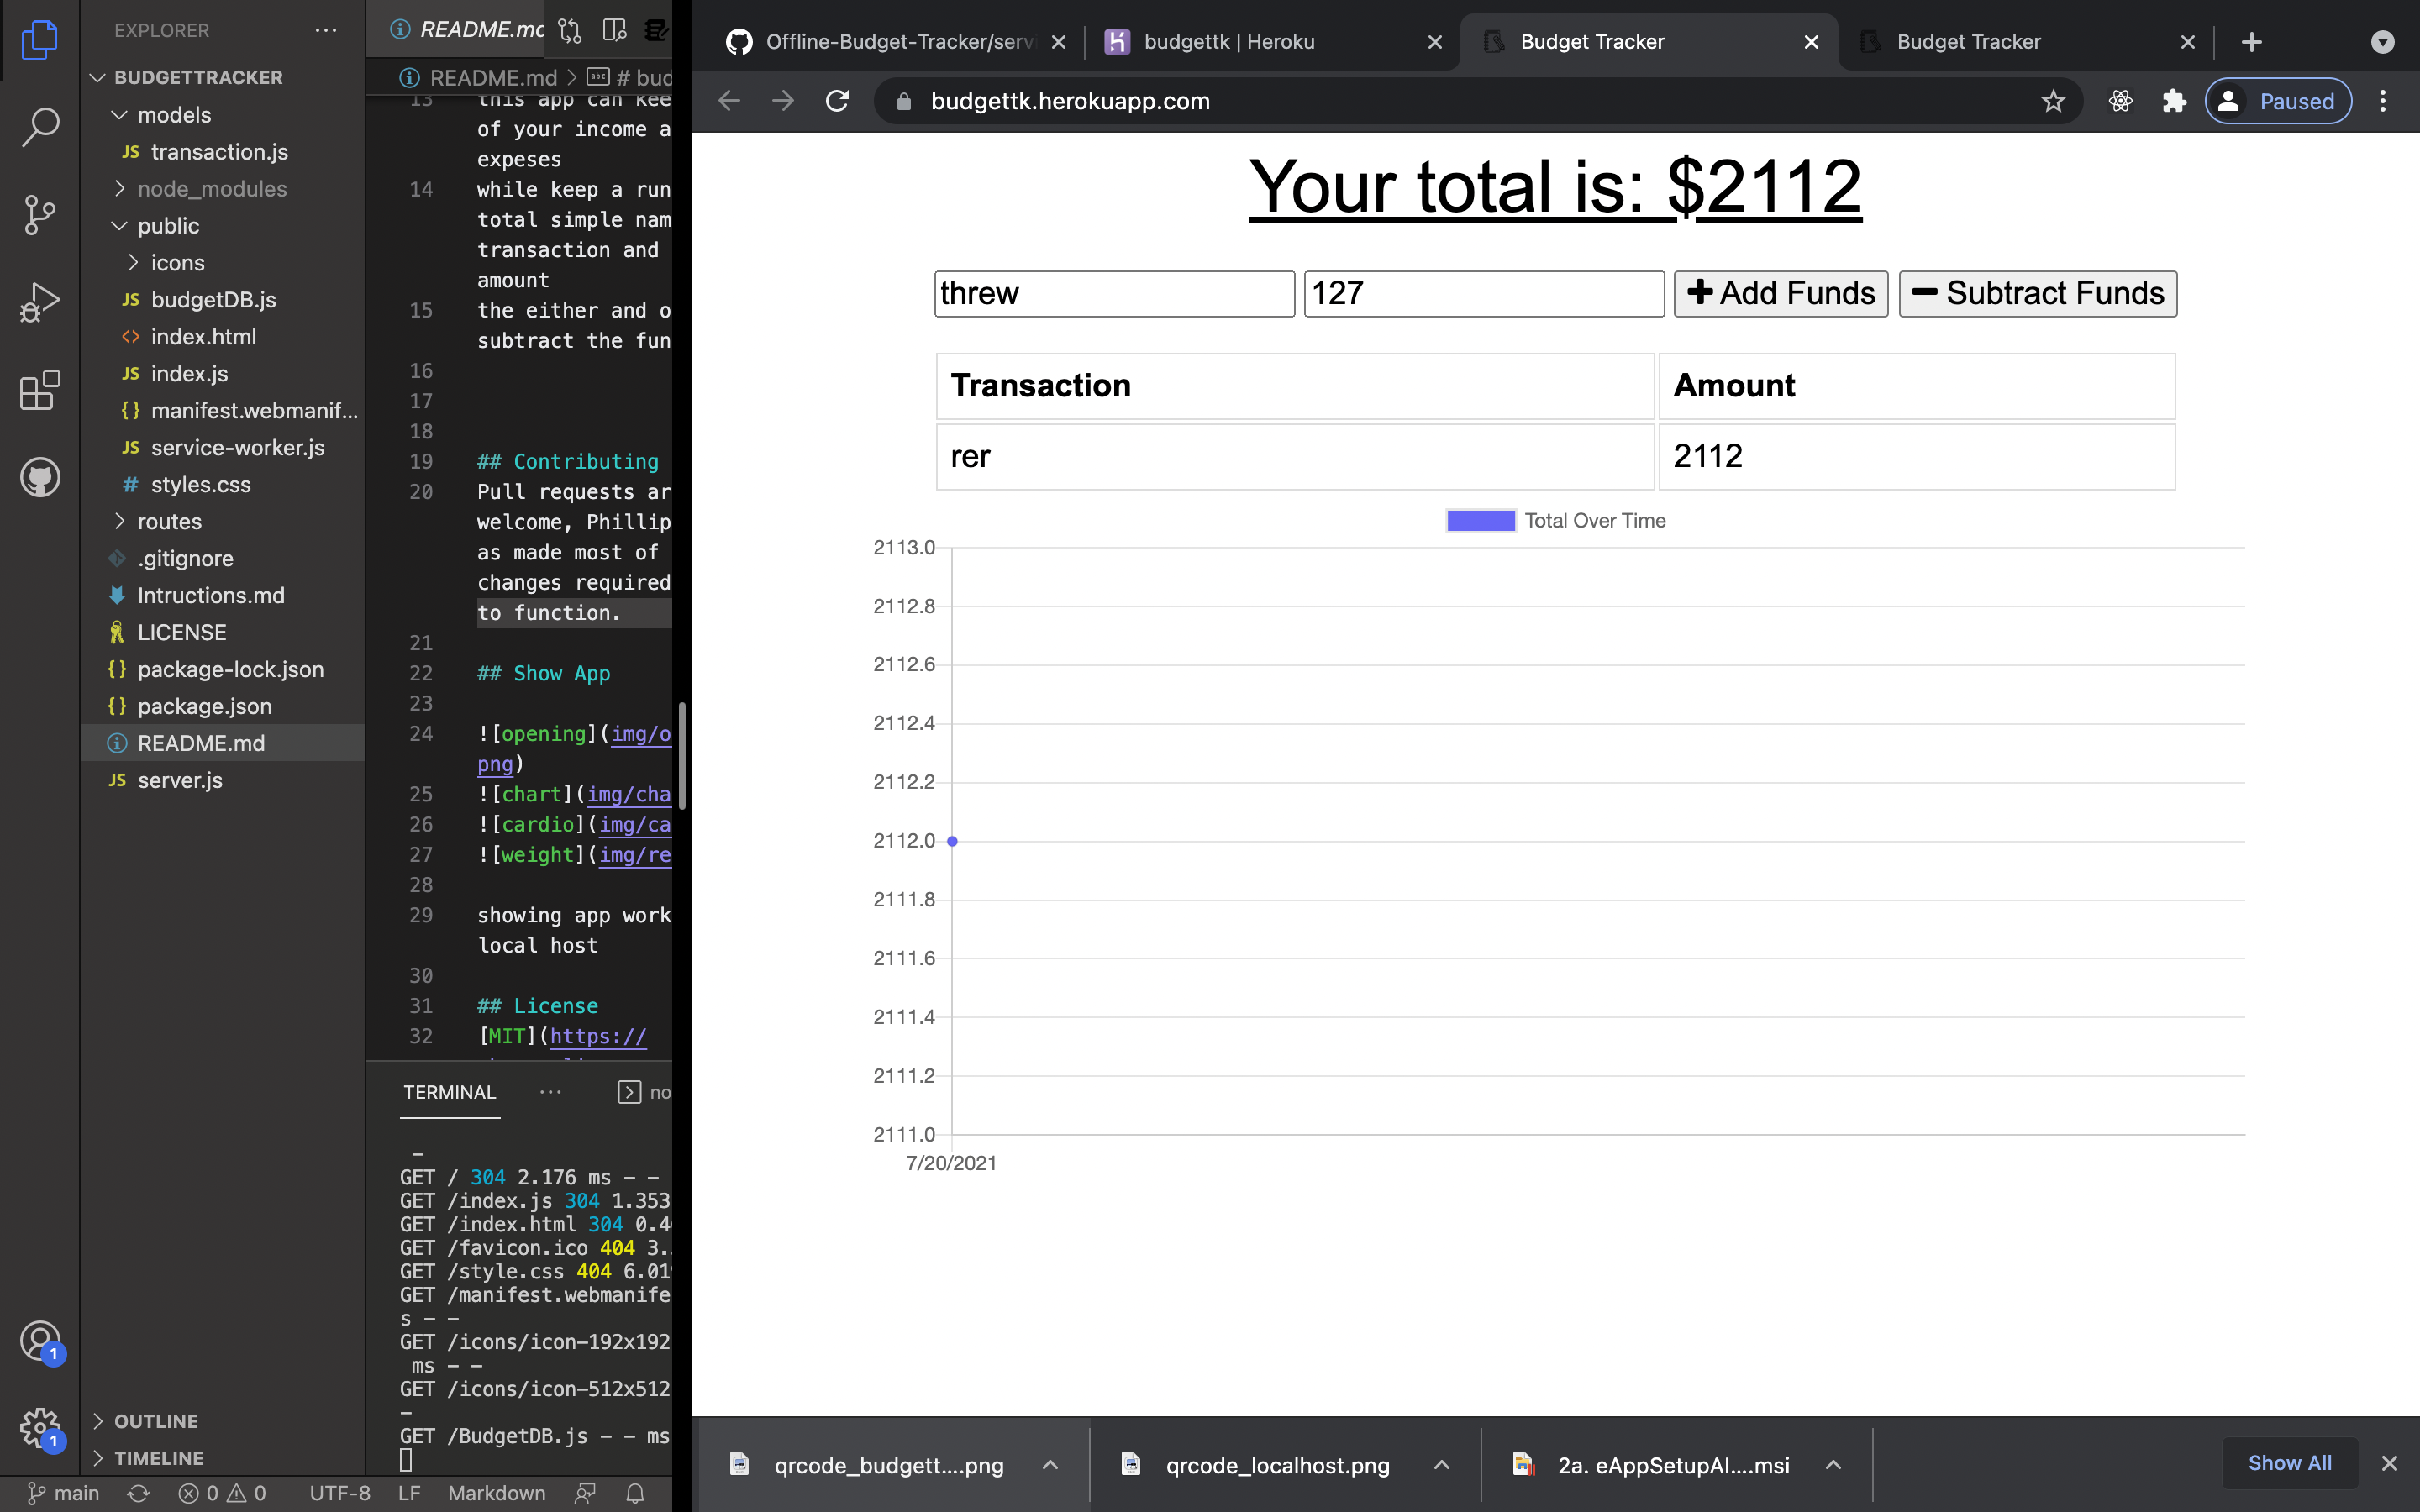 EXPLORER
BUDGETTRACKER
models
JS transaction.js
node_modules
public
icons
JS budgetDB.js
<> index.html
JS index.js
{} manifest.webmanif...
JS service-worker.js
# styles.css
routes
.gitignore
Intructions.md
LICENSE
{} package-lock.json
{} package.json
README.md
JS server.js
OUTLINE
TIMELINE
1
1
README.md
README.md > abc # bud
13 this app can kee
of your income a
expeses
14 while keep a run
total simple nam
transaction and
amount
15 the either and o
subtract the fun
16
17
18
19 ## Contributing
20 Pull requests ar
welcome, Phillip
as made most of
changes required
to function.
21
22 ## Show App
23
24 ![opening](img/o
png)
25 ![chart](img/cha
26 ![cardio](img/ca
27 ![weight](img/re
28
29 showing app work
local host
30
31 ## License
32 [MIT](https://
TERMINAL ... no
–
GET / 304 2.176 ms - -
GET /index.js 304 1.353
GET /index.html 304 0.4
GET /favicon.ico 404 3.
GET /style.css 404 6.01
GET /manifest.webmanife
s - -
GET /icons/icon-192x192
ms - -
GET /icons/icon-512x512
-
GET /BudgetDB.js - - ms
main 0 0 UTF-8 LF Markdown
Offline-Budget-Tracker/serv
budgettk | Heroku
Budget Tracker
Budget Tracker
budgettk.herokuapp.com
Paused
Your total is: $2112
threw
127
Add Funds
Subtract Funds
Transaction Amount
rer 2112
Total Over Time
2113.0
2112.8
2112.6
2112.4
2112.2
2112.0
2111.8
2111.6
2111.4
2111.2
2111.0
7/20/2021
qrcode_budgett....png
qrcode_localhost.png
2a. eAppSetupAI....msi
Show All